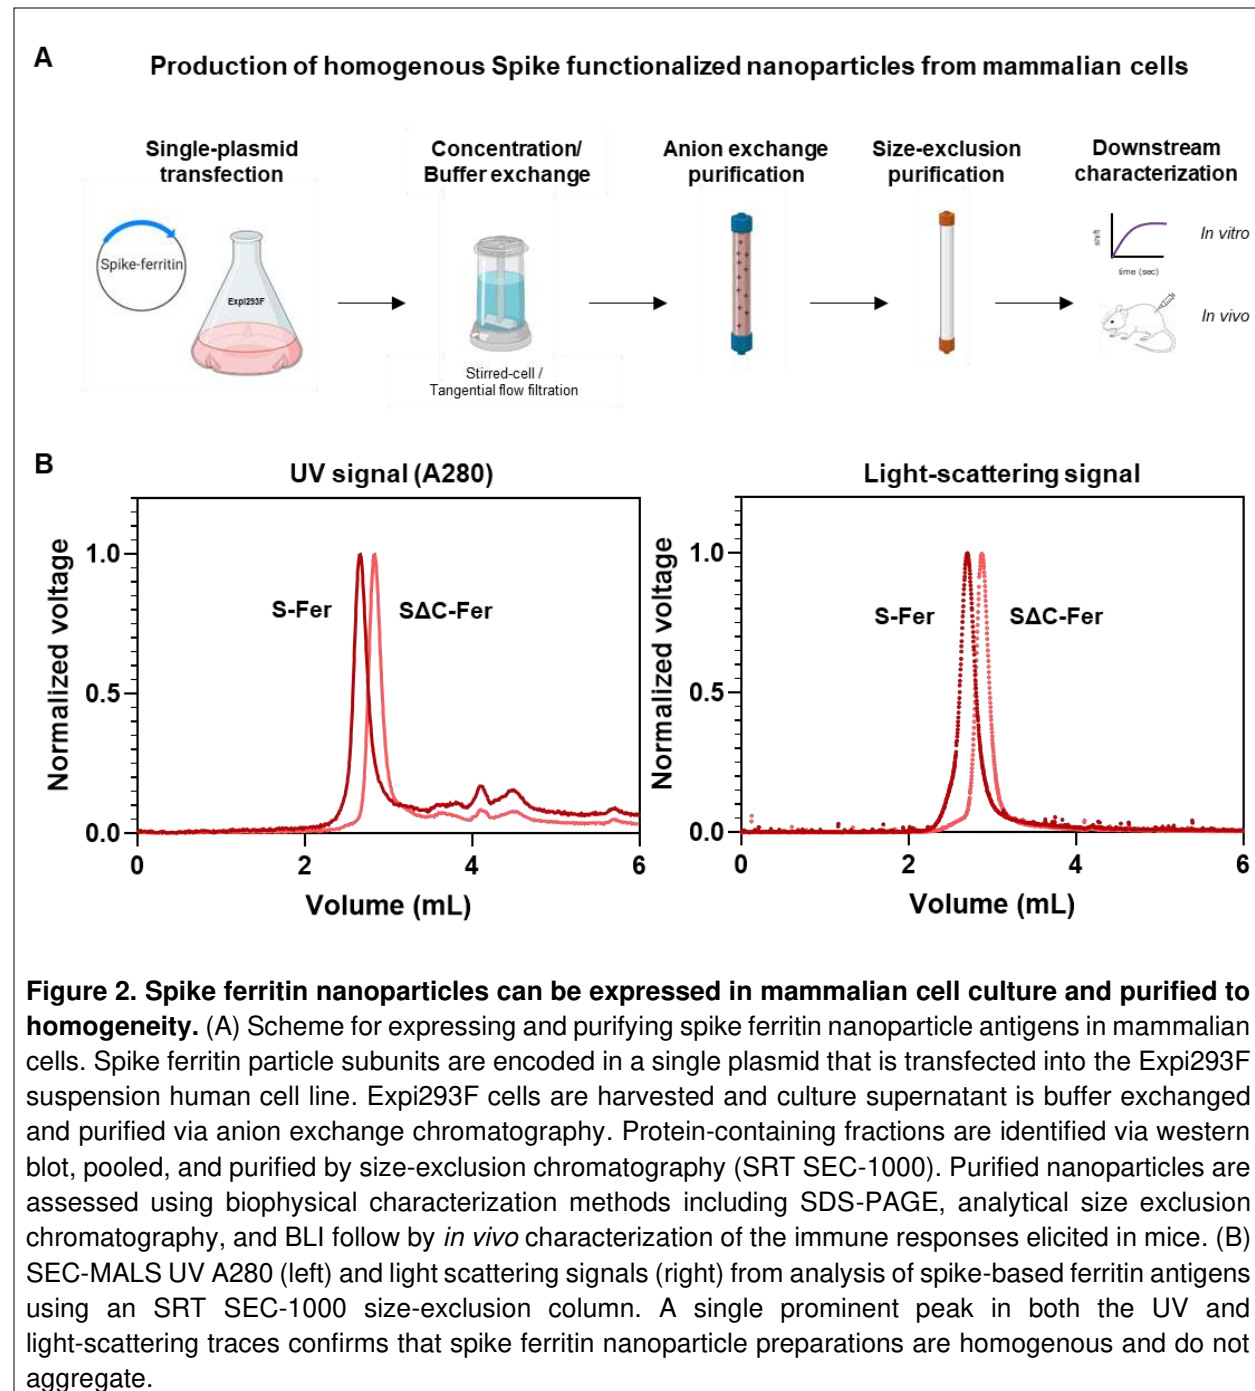 A
Production of homogenous Spike functionalized nanoparticles from mammalian cells
Single-plasmid
transfection
Concentration/
Buffer exchange
Anion exchange
purification
Size-exclusion
purification
Downstream
characterization
Spike-ferritin
Expi293F
Stirred-cell /
Tangential flow filtration
shift
time (sec)
In vitro
In vivo
B
UV signal (A280)
Normalized voltage
1.0
0.5
0.0
S-Fer
SΔC-Fer
0
2
4
6
Volume (mL)
Light-scattering signal
Normalized voltage
1.0
0.5
0.0
S-Fer
SΔC-Fer
0
2
4
6
Volume (mL)
Figure 2. Spike ferritin nanoparticles can be expressed in mammalian cell culture and purified to
homogeneity. (A) Scheme for expressing and purifying spike ferritin nanoparticle antigens in mammalian
cells. Spike ferritin particle subunits are encoded in a single plasmid that is transfected into the Expi293F
suspension human cell line. Expi293F cells are harvested and culture supernatant is buffer exchanged
and purified via anion exchange chromatography. Protein-containing fractions are identified via western
blot, pooled, and purified by size-exclusion chromatography (SRT SEC-1000). Purified nanoparticles are
assessed using biophysical characterization methods including SDS-PAGE, analytical size exclusion
chromatography, and BLI follow by in vivo characterization of the immune responses elicited in mice. (B)
SEC-MALS UV A280 (left) and light scattering signals (right) from analysis of spike-based ferritin antigens
using an SRT SEC-1000 size-exclusion column. A single prominent peak in both the UV and
light-scattering traces confirms that spike ferritin nanoparticle preparations are homogenous and do not
aggregate.